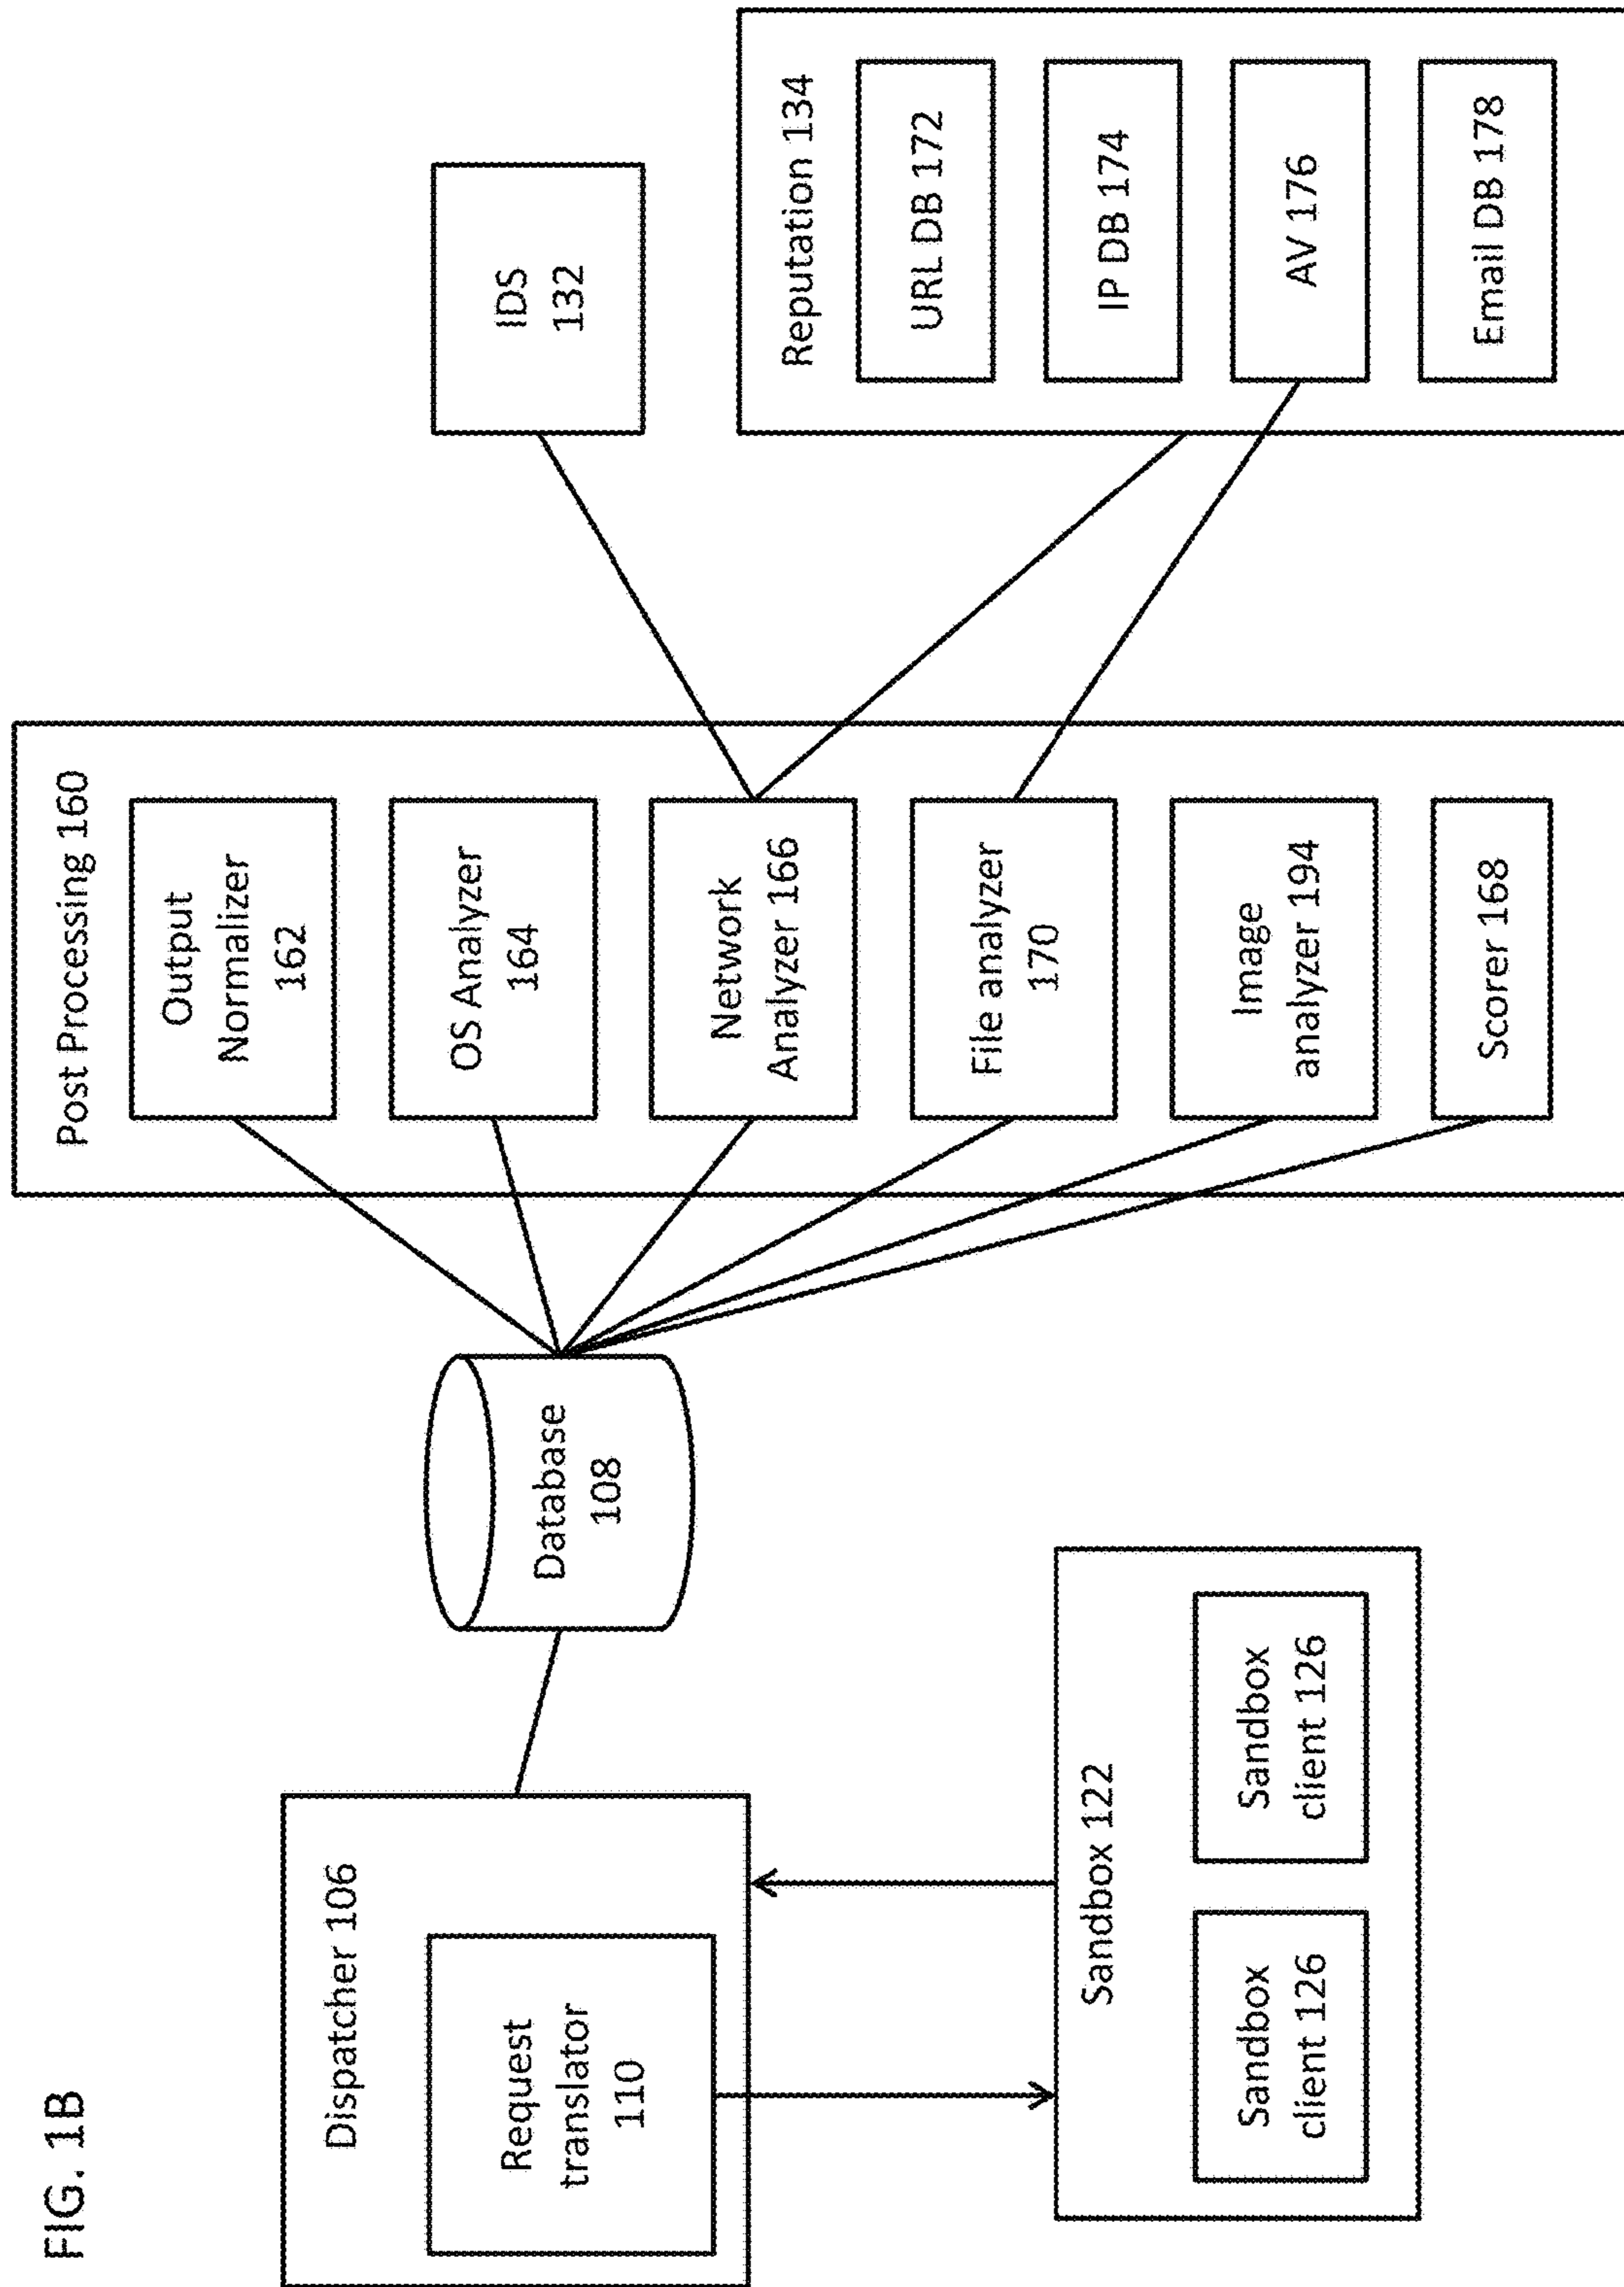 FIG. 1B
Dispatcher 106
Request
translator
110
Sandbox 122
Sandbox
client 126
Sandbox
client 126
Database
108
Post Processing 160
Output
Normalizer
162
OS Analyzer
164
Network
Analyzer 166
File analyzer
170
Image
analyzer 194
Scorer 168
IDS
132
Reputation 134
URL DB 172
IP DB 174
AV 176
Email DB 178